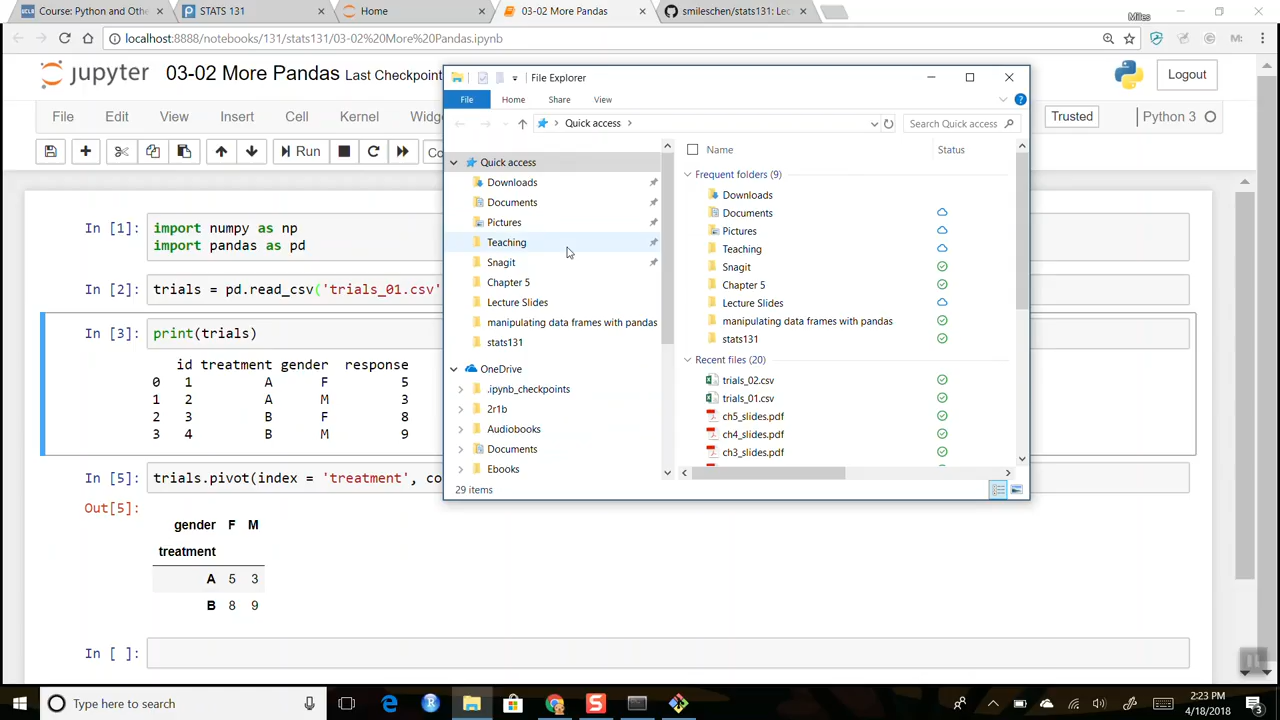 Course: Python and Othe
STATS 131
Home
03-02 More Pandas
smileschen/stats131: Lec
Miles
localhost:8888/notebooks/131/stats131/03-02%20More%20Pandas.ipynb
jupyter 03-02 More Pandas Last Checkpoint
Logout
File Edit View Insert Cell Kernel Widg
Trusted
Python 3
Run
Co
In [1]: import numpy as np
import pandas as pd
In [2]: trials = pd.read_csv('trials_01.csv'
In [3]: print(trials)
id treatment gender response
0 1 A F 5
1 2 A M 3
2 3 B F 8
3 4 B M 9
In [5]: trials.pivot(index = 'treatment', co
Out[5]:
gender F M
treatment
A 5 3
B 8 9
In [ ]:
File Explorer
File Home Share View
Quick access
Search Quick access
Quick access
Downloads
Documents
Pictures
Teaching
Snagit
Chapter 5
Lecture Slides
manipulating data frames with pandas
stats131
OneDrive
.ipynb_checkpoints
2r1b
Audiobooks
Documents
Ebooks
Name Status
Frequent folders (9)
Downloads
Documents
Pictures
Teaching
Snagit
Chapter 5
Lecture Slides
manipulating data frames with pandas
stats131
Recent files (20)
trials_02.csv
trials_01.csv
ch5_slides.pdf
ch4_slides.pdf
ch3_slides.pdf
29 items
Type here to search
2:23 PM
4/18/2018